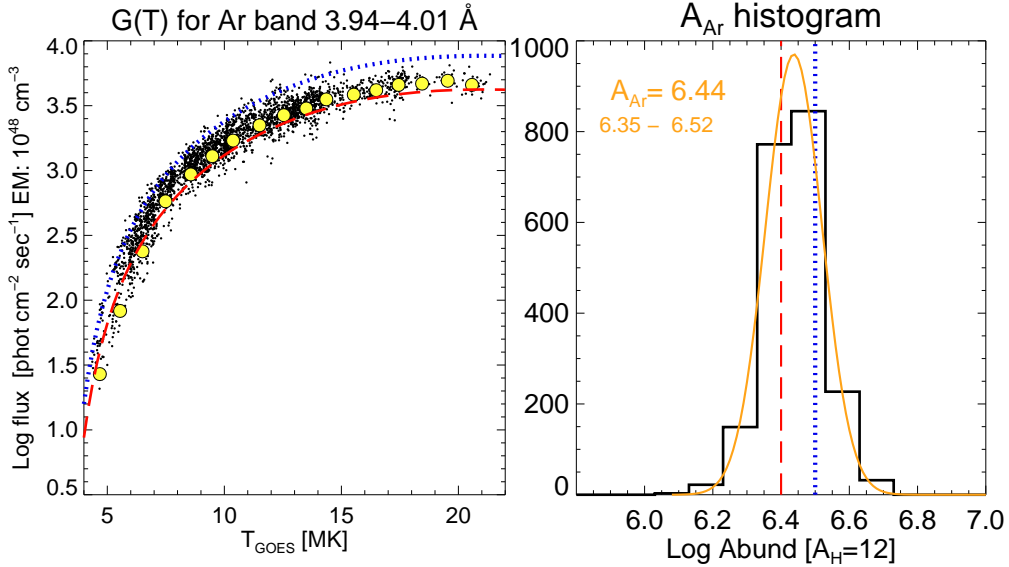 G(T) for Ar band 3.94–4.01 Å
Log flux [phot cm⁻² sec⁻¹] EM: 10⁴⁸ cm⁻³
4.0
3.5
3.0
2.5
2.0
1.5
1.0
0.5
5 10 15 20
T_GOES [MK]
A_Ar histogram
1000
800
600
400
200
0
A_Ar= 6.44
6.35 – 6.52
6.0 6.2 6.4 6.6 6.8 7.0
Log Abund [A_H=12]